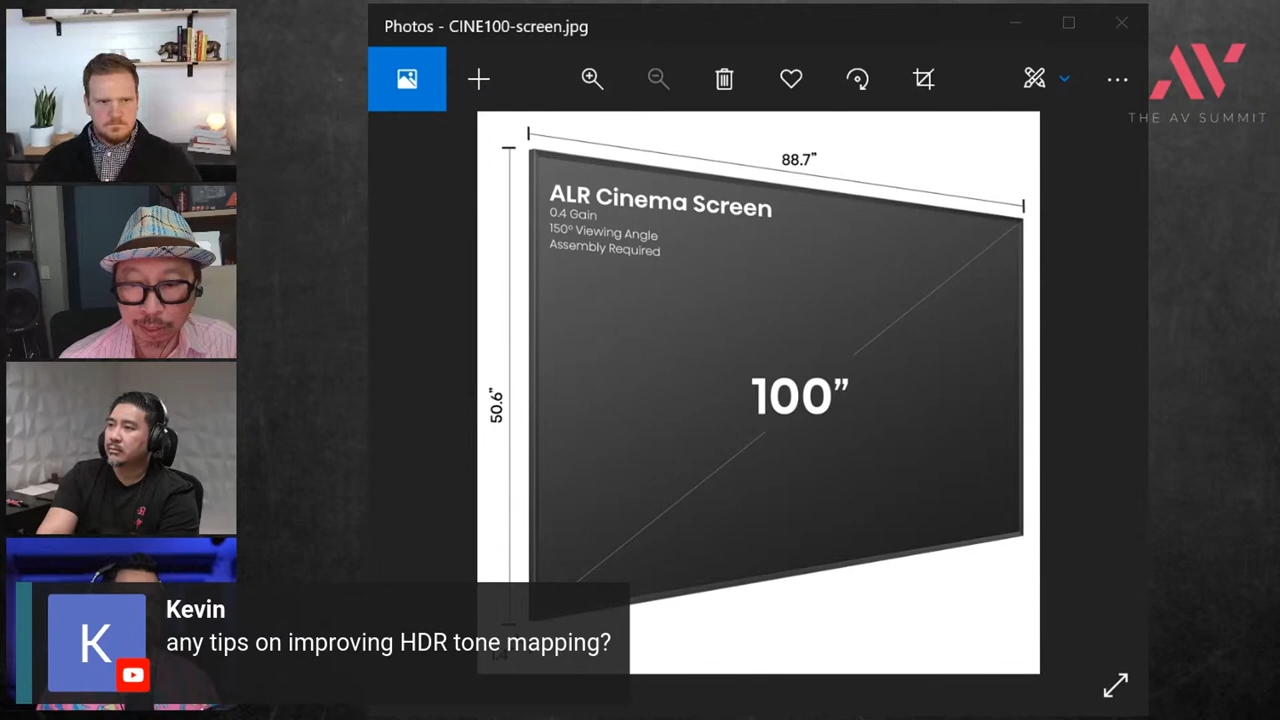 Photos - CINE100-screen.jpg
THE AV SUMMIT
88.7”
ALR Cinema Screen
0.4 Gain
150° Viewing Angle
Assembly Required
100”
50.6”
K
Kevin
any tips on improving HDR tone mapping?